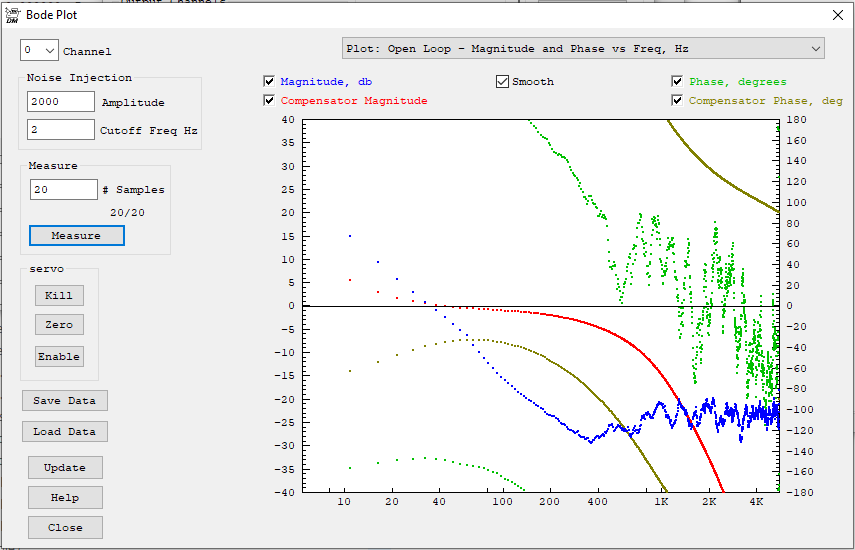 Output Channels
Bode Plot
0 Channel
Plot: Open Loop - Magnitude and Phase vs Freq, Hz
Noise Injection
2000 Amplitude
2 Cutoff Freq Hz
Magnitude, db
Smooth
Phase, degrees
Compensator Magnitude
Compensator Phase, deg
Measure
20 # Samples
20/20
Measure
servo
Kill
Zero
Enable
Save Data
Load Data
Update
Help
Close
40
35
30
25
20
15
10
5
0
-5
-10
-15
-20
-25
-30
-35
-40
180
160
140
120
100
80
60
40
20
0
-20
-40
-60
-80
-100
-120
-140
-160
-180
10 20 40 100 200 400 1K 2K 4K